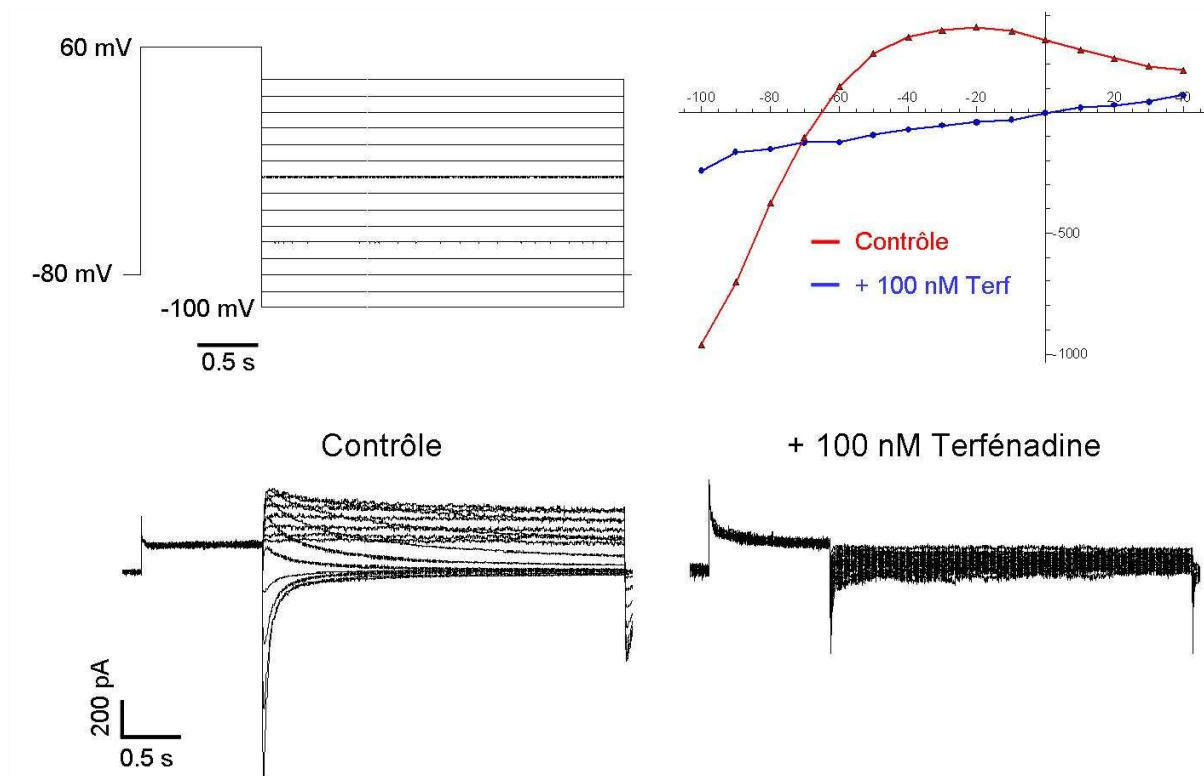 60 mV
-80 mV
-100 mV
0.5 s
-100 -80 -60 -40 -20 20 40
-500
-1000
Contrôle
+ 100 nM Terf
Contrôle
+ 100 nM Terfénadine
200 pA
0.5 s